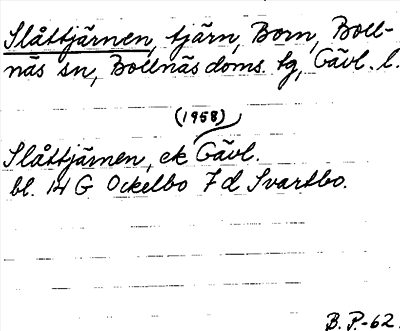 Slåttjärnen, tjärn, Born, Boll-
näs sn, Bollnäs doms. tg, Gävl. l.
(1958)
Slåttjärnen, ek Gävl.
bl. 14 G Ockelbo 7 d Svartbo.
B. P.-62.